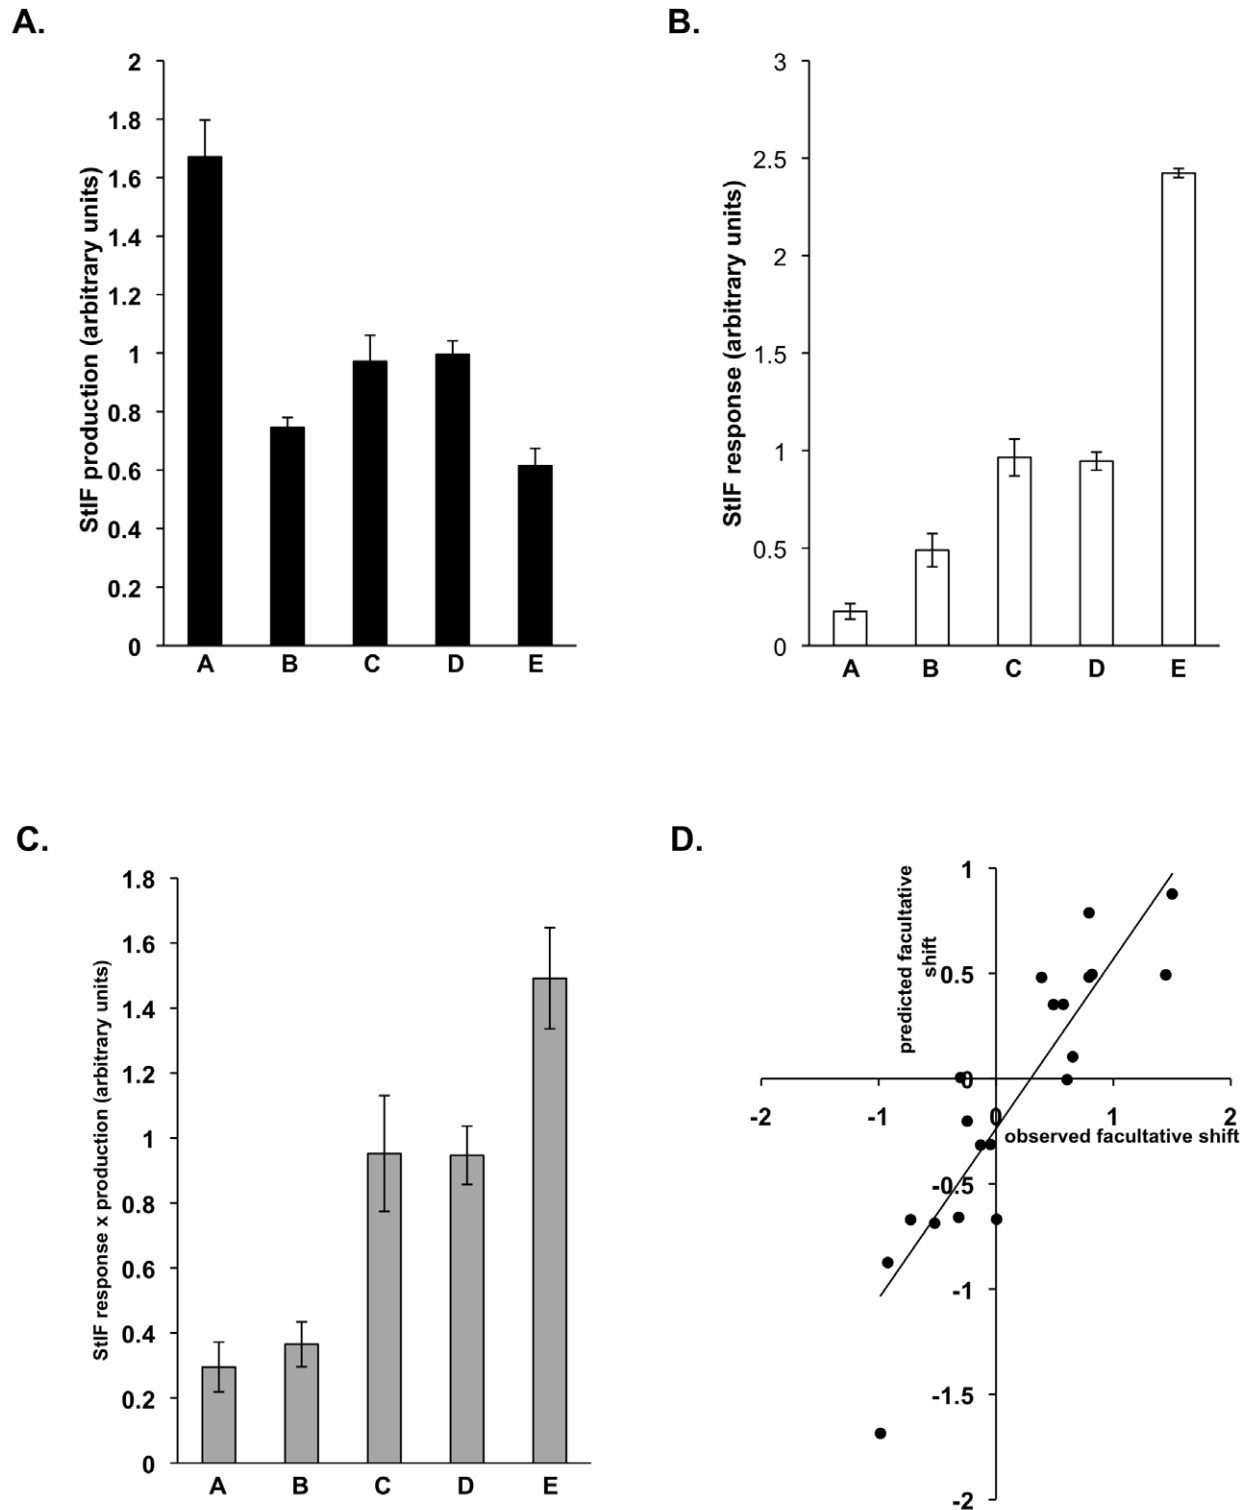 A.
StIF production (arbitrary units)
2
1.8
1.6
1.4
1.2
1
0.8
0.6
0.4
0.2
0
A B C D E
B.
StIF response (arbitrary units)
3
2.5
2
1.5
1
0.5
0
A B C D E
C.
StIF response x production (arbitrary units)
1.8
1.6
1.4
1.2
1
0.8
0.6
0.4
0.2
0
A B C D E
D.
predicted facultative
shift
1
0.5
0
-0.5
-1
-1.5
-2
-2 -1 0 1 2
observed facultative shift